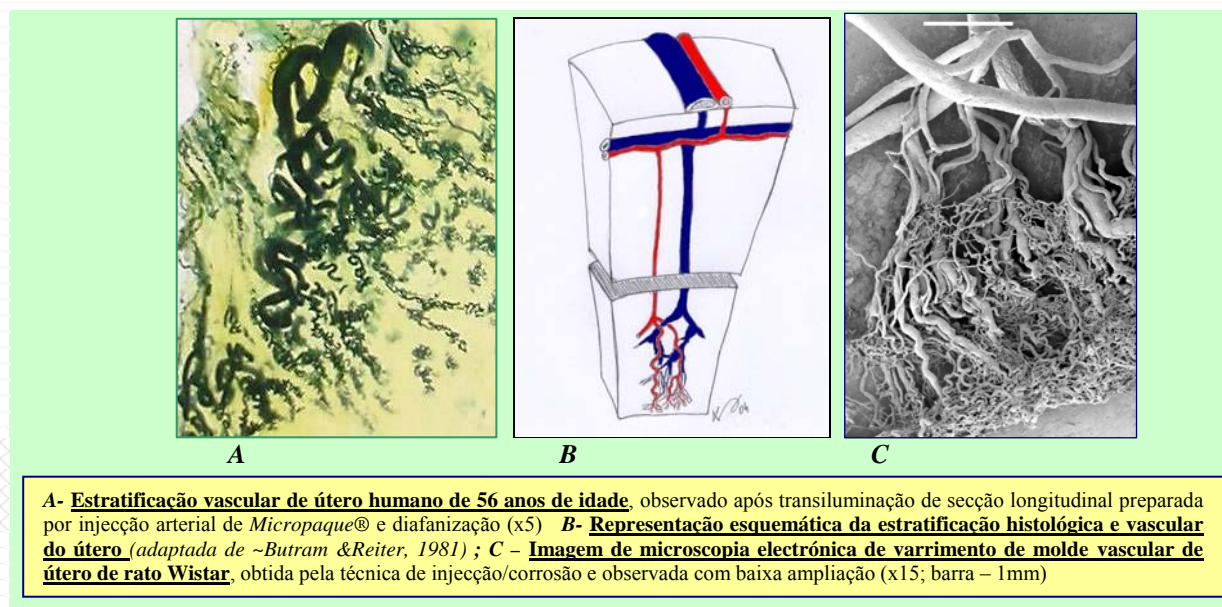 A B C
A- Estratificação vascular de útero humano de 56 anos de idade, observado após transiluminação de secção longitudinal preparada
por injecção arterial de Micropaque® e diafanização (x5) B- Representação esquemática da estratificação histológica e vascular
do útero (adaptada de ~Butram &Reiter, 1981) ; C – Imagem de microscopia electrónica de varrimento de molde vascular de
útero de rato Wistar, obtida pela técnica de injecção/corrosão e observada com baixa ampliação (x15; barra – 1mm)